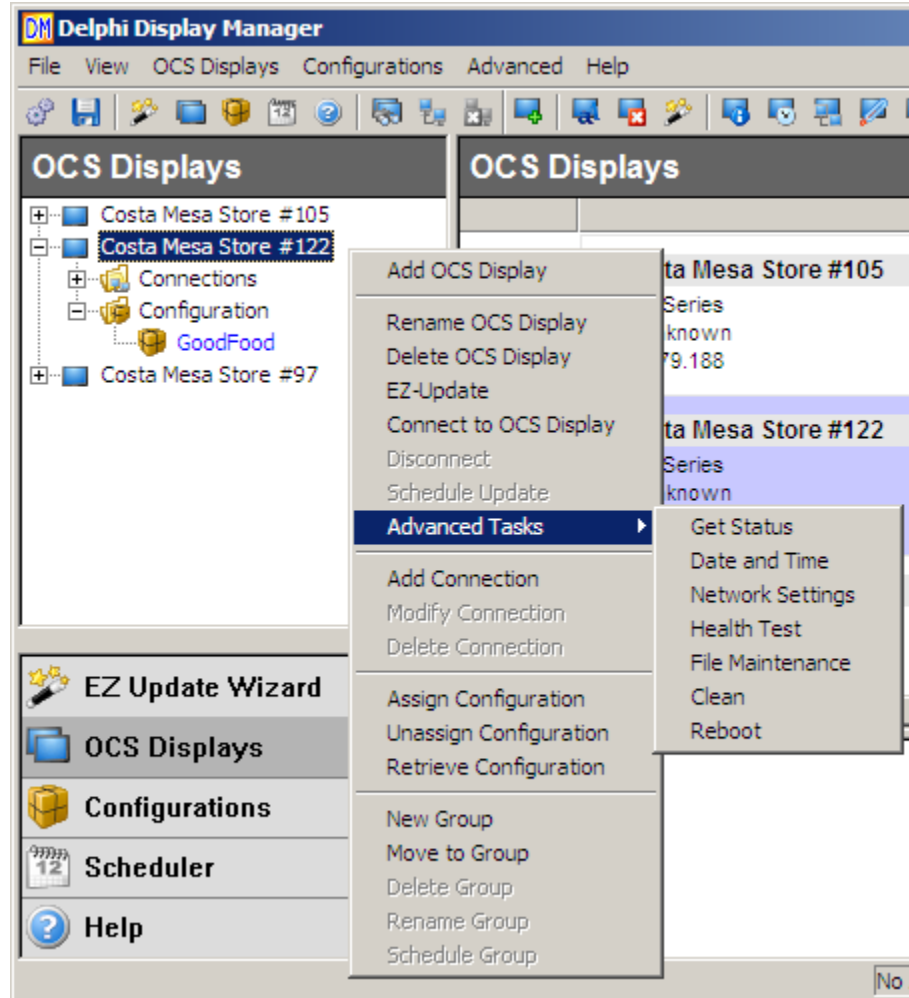 DM Delphi Display Manager
File View OCS Displays Configurations Advanced Help
OCS Displays
OCS Displays
Costa Mesa Store #105
Costa Mesa Store #122
Connections
Configuration
GoodFood
Costa Mesa Store #97
ta Mesa Store #105
Series
known
79.188
ta Mesa Store #122
Series
known
Add OCS Display
Rename OCS Display
Delete OCS Display
EZ-Update
Connect to OCS Display
Disconnect
Schedule Update
Advanced Tasks
Add Connection
Modify Connection
Delete Connection
Assign Configuration
Unassign Configuration
Retrieve Configuration
New Group
Move to Group
Delete Group
Rename Group
Schedule Group
Get Status
Date and Time
Network Settings
Health Test
File Maintenance
Clean
Reboot
EZ Update Wizard
OCS Displays
Configurations
12
Scheduler
Help
No